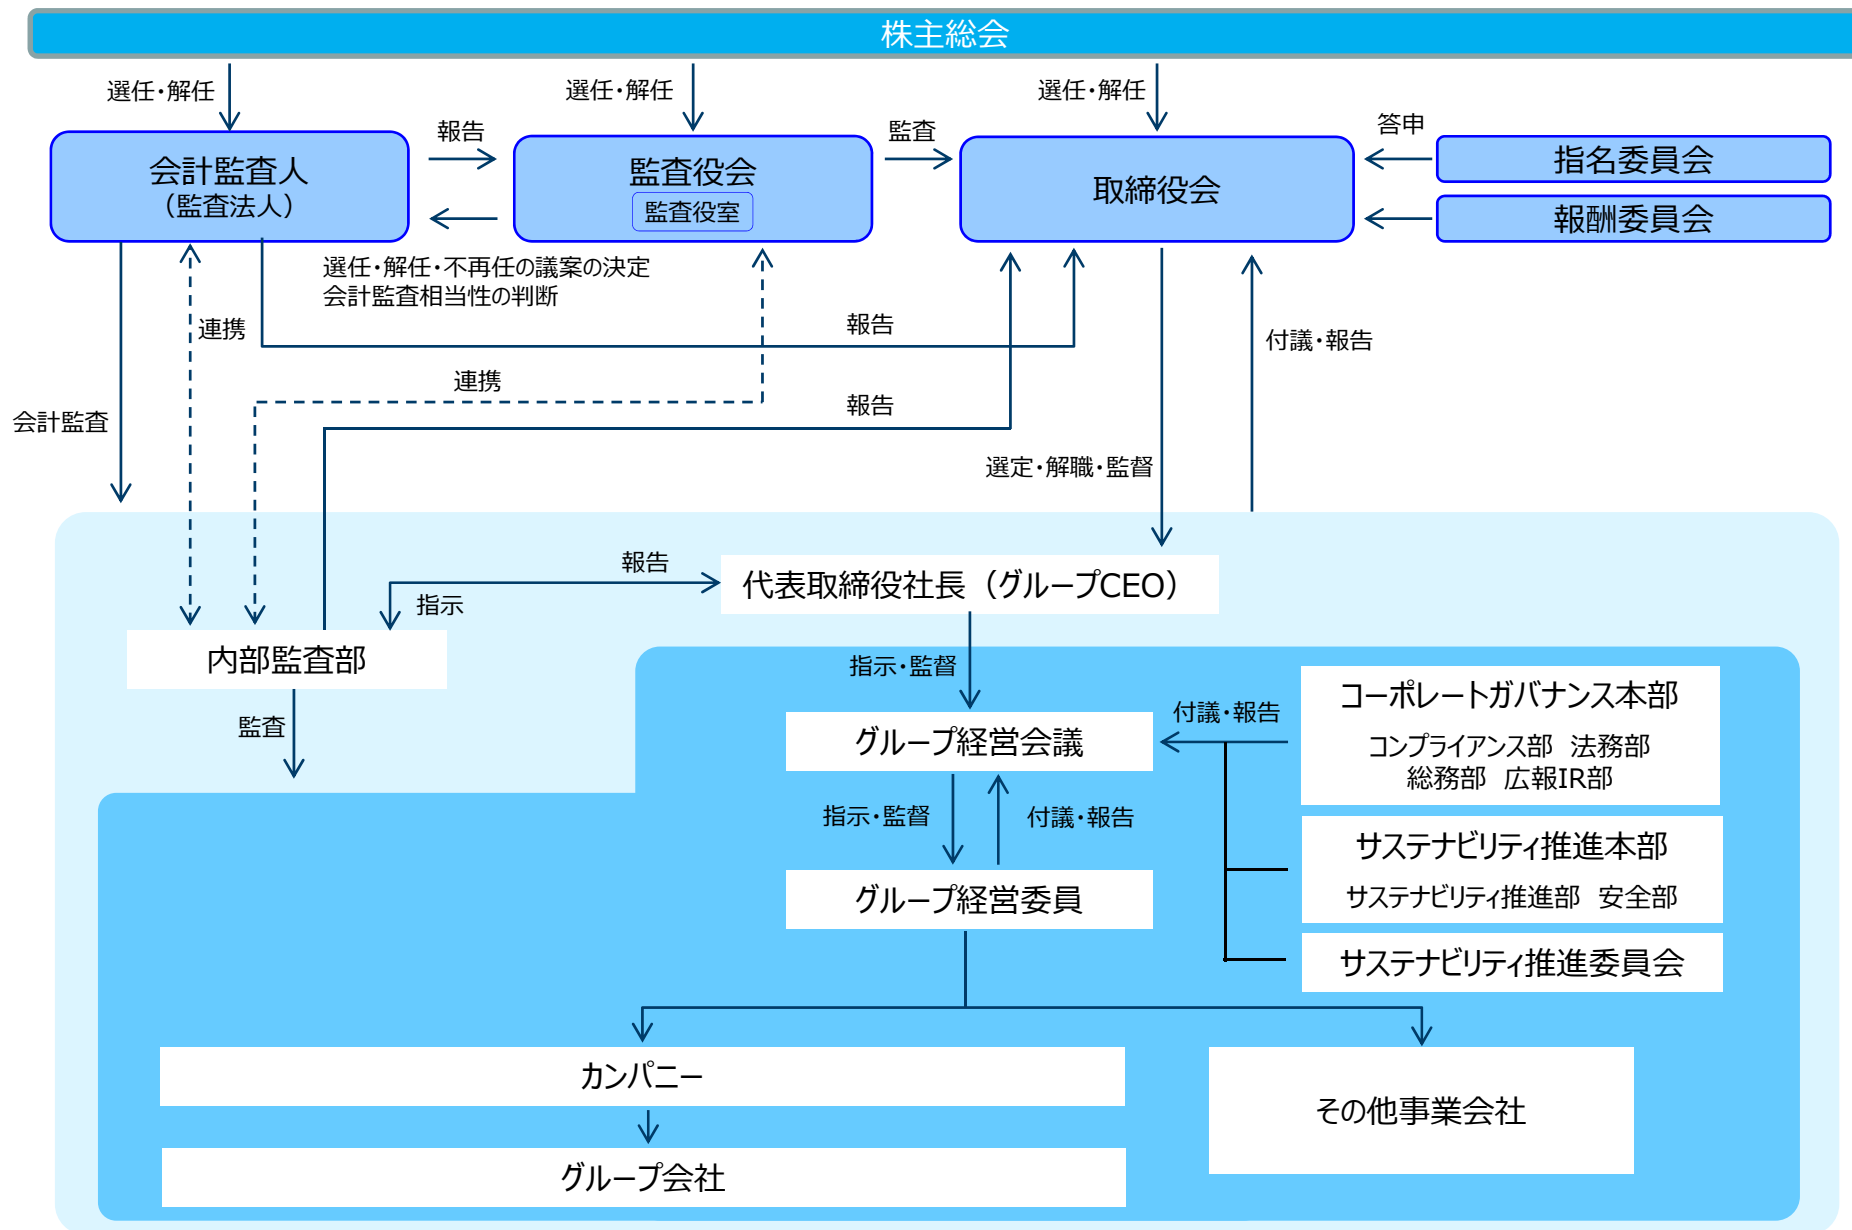 株主総会
選任・解任
選任・解任
選任・解任
会計監査人
（監査法人）
報告
監査役会
監査役室
監査
取締役会
答申
指名委員会
報酬委員会
選任・解任・不再任の議案の決定
会計監査相当性の判断
連携
報告
付議・報告
連携
報告
会計監査
選定・解職・監督
報告
代表取締役社長（グループCEO）
指示
内部監査部
指示・監督
監査
グループ経営会議
付議・報告
コーポレートガバナンス本部
コンプライアンス部　法務部
総務部　広報IR部
指示・監督
付議・報告
サステナビリティ推進本部
サステナビリティ推進部　安全部
グループ経営委員
サステナビリティ推進委員会
カンパニー
その他事業会社
グループ会社